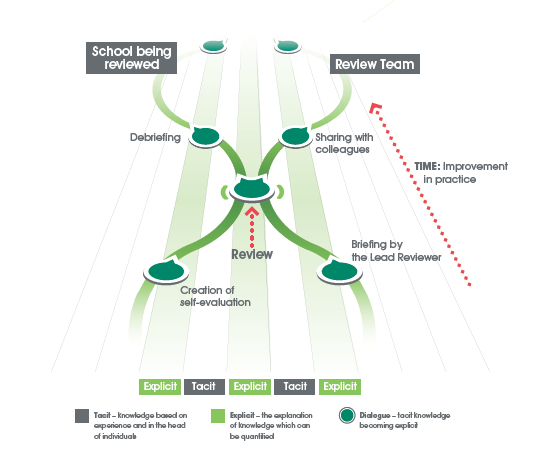 School being
reviewed
Review Team
Debriefing
Sharing with
colleagues
TIME: Improvement
in practice
Review
Briefing by
the Lead Reviewer
Creation of
self-evaluation
Explicit
Tacit
Explicit
Tacit
Explicit
Tacit – knowledge based on
experience and in the head
of individuals
Explicit – the explanation
of knowledge which can
be quantified
Dialogue – tacit knowledge
becoming explicit